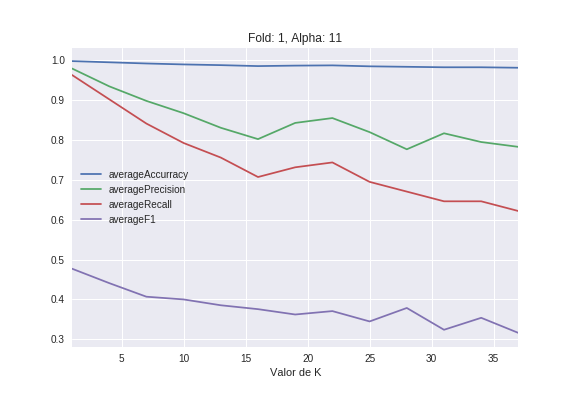 Fold: 1, Alpha: 11
1.0
0.9
0.8
0.7
0.6
0.5
0.4
0.3
averageAccurracy
averagePrecision
averageRecall
averageF1
5 10 15 20 25 30 35
Valor de K